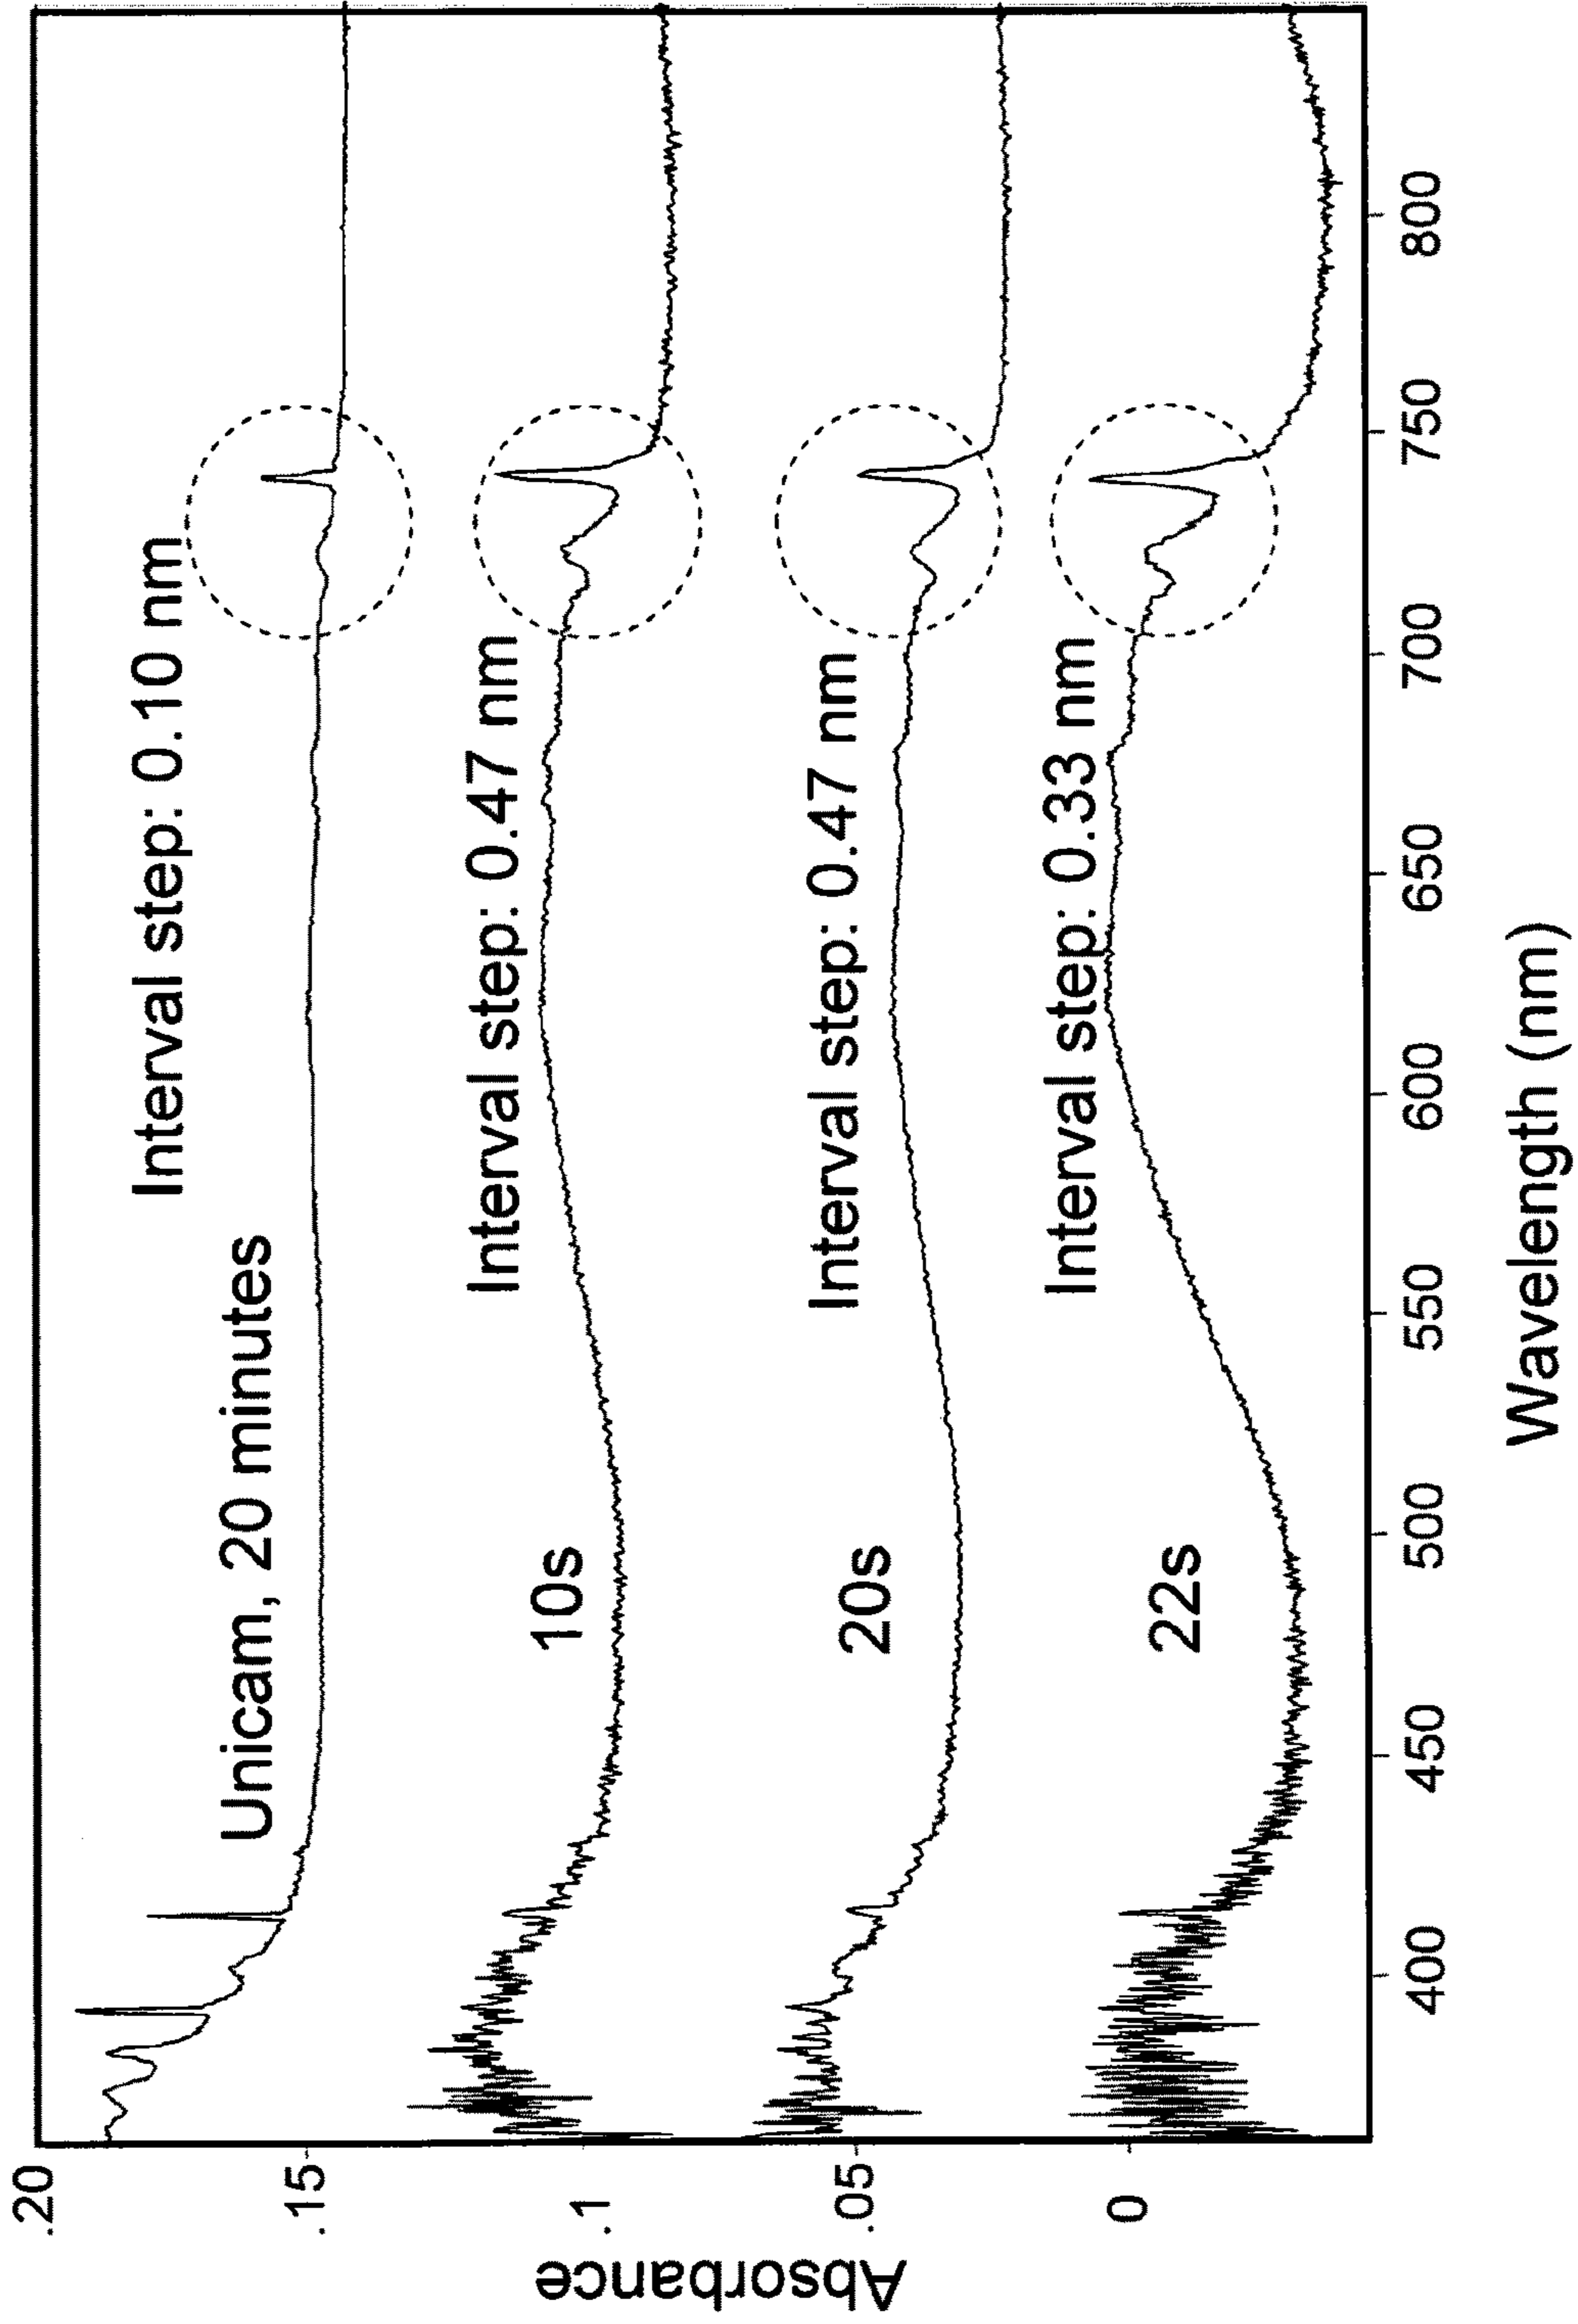 Absorbance
.20
.15
.1
.05
0
Unicam, 20 minutes
Interval step: 0.10 nm
10s
Interval step: 0.47 nm
20s
Interval step: 0.47 nm
22s
Interval step: 0.33 nm
400
450
500
550
600
650
700
750
800
Wavelength (nm)